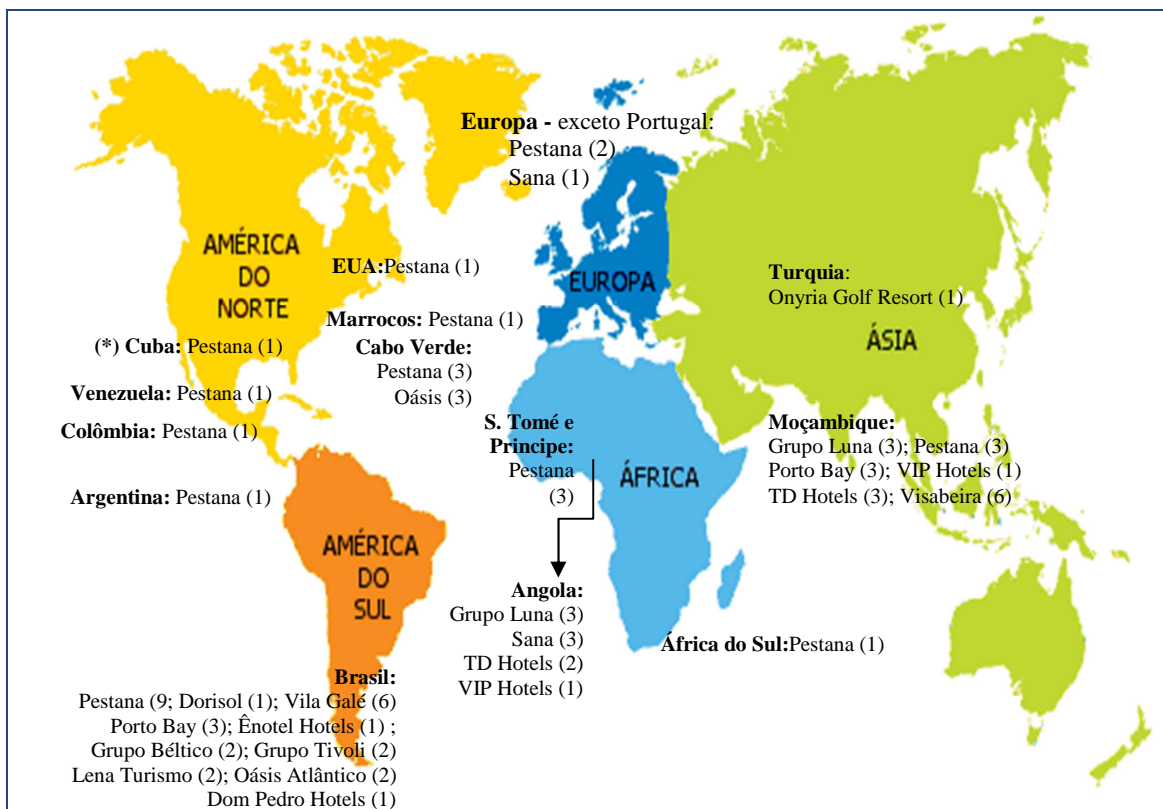 Europa - exceto Portugal:
Pestana (2)
Sana (1)
AMÉRICA
DO
NORTE
EUA:Pestana (1)
EUROPA
Turquia:
Onyria Golf Resort (1)
ÁSIA
Marrocos: Pestana (1)
(*) Cuba: Pestana (1)
Cabo Verde:
Pestana (3)
Oásis (3)
Venezuela: Pestana (1)
Colômbia: Pestana (1)
S. Tomé e
Principe:
Pestana
(3)
ÁFRICA
Moçambique:
Grupo Luna (3); Pestana (3)
Porto Bay (3); VIP Hotels (1)
TD Hotels (3); Visabeira (6)
Argentina: Pestana (1)
AMÉRICA
DO
SUL
Angola:
Grupo Luna (3)
Sana (3)
TD Hotels (2)
VIP Hotels (1)
África do Sul:Pestana (1)
Brasil:
Pestana (9; Dorisol (1); Vila Galé (6)
Porto Bay (3); Ênotel Hotels (1) ;
Grupo Béltico (2); Grupo Tivoli (2)
Lena Turismo (2); Oásis Atlântico (2)
Dom Pedro Hotels (1)